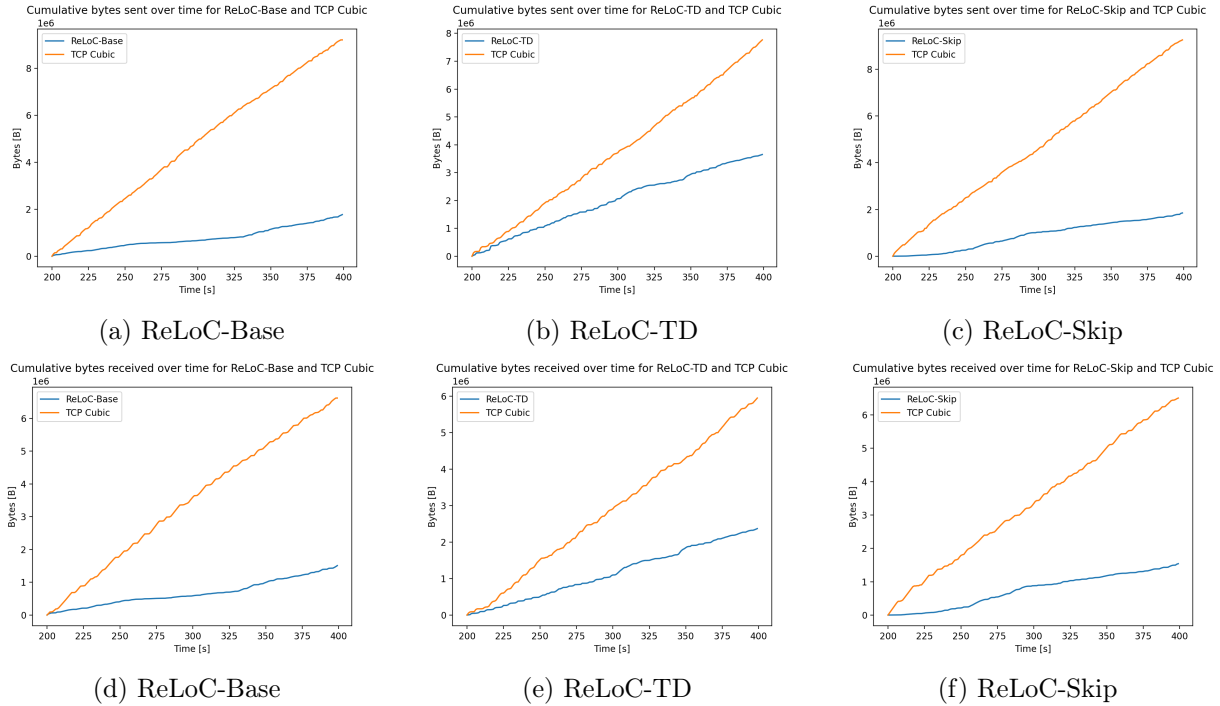 Cumulative bytes sent over time for ReLoC-Base and TCP Cubic
1e6
ReLoC-Base
TCP Cubic
8
6
4
2
0
Bytes [B]
200 225 250 275 300 325 350 375 400
Time [s]
(a) ReLoC-Base
Cumulative bytes sent over time for ReLoC-TD and TCP Cubic
1e6
ReLoC-TD
TCP Cubic
8
7
6
5
4
3
2
1
0
Bytes [B]
200 225 250 275 300 325 350 375 400
Time [s]
(b) ReLoC-TD
Cumulative bytes sent over time for ReLoC-Skip and TCP Cubic
1e6
ReLoC-Skip
TCP Cubic
8
6
4
2
0
Bytes [B]
200 225 250 275 300 325 350 375 400
Time [s]
(c) ReLoC-Skip
Cumulative bytes received over time for ReLoC-Base and TCP Cubic
1e6
ReLoC-Base
TCP Cubic
6
5
4
3
2
1
0
Bytes [B]
200 225 250 275 300 325 350 375 400
Time [s]
(d) ReLoC-Base
Cumulative bytes received over time for ReLoC-TD and TCP Cubic
1e6
ReLoC-TD
TCP Cubic
6
5
4
3
2
1
0
Bytes [B]
200 225 250 275 300 325 350 375 400
Time [s]
(e) ReLoC-TD
Cumulative bytes received over time for ReLoC-Skip and TCP Cubic
1e6
ReLoC-Skip
TCP Cubic
6
5
4
3
2
1
0
Bytes [B]
200 225 250 275 300 325 350 375 400
Time [s]
(f) ReLoC-Skip